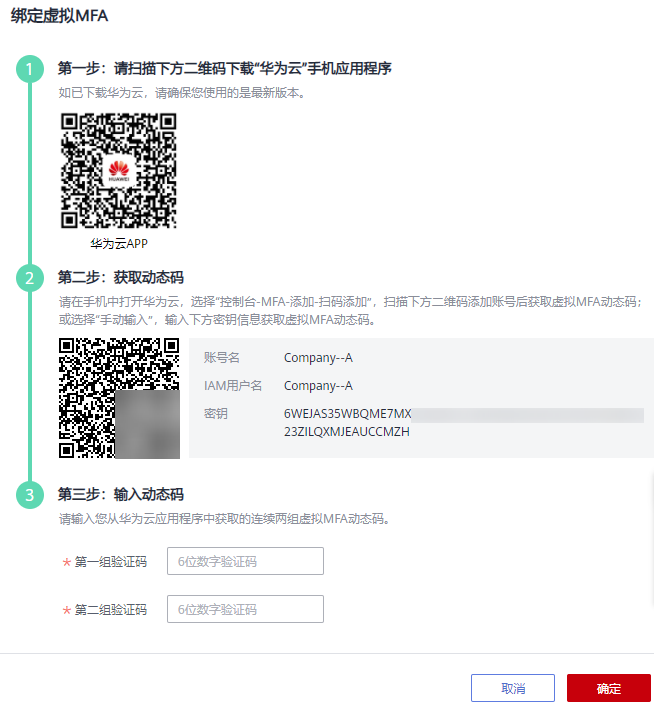 绑定虚拟MFA
1
第一步：请扫描下方二维码下载“华为云”手机应用程序
如已下载华为云，请确保您使用的是最新版本。
HUAWEI
华为云APP
2
第二步：获取动态码
请在手机中打开华为云，选择“控制台-MFA-添加-扫码添加”，扫描下方二维码添加账号后获取虚拟MFA动态码；
或选择“手动输入”，输入下方密钥信息获取虚拟MFA动态码。
账号名 Company--A
IAM用户名 Company--A
密钥 6WEJAS35WBQME7MX
23ZILQXMJEAUCCMZH
3
第三步：输入动态码
请输入您从华为云应用程序中获取的连续两组虚拟MFA动态码。
* 第一组验证码 6位数字验证码
* 第二组验证码 6位数字验证码
取消 确定